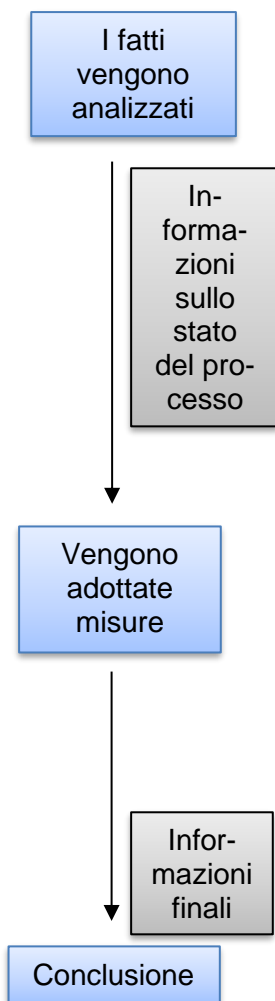 I fatti
vengono
analizzati
In-
forma-
zioni
sullo
stato
del pro-
cesso
Vengono
adottate
misure
Infor-
mazioni
finali
Conclusione